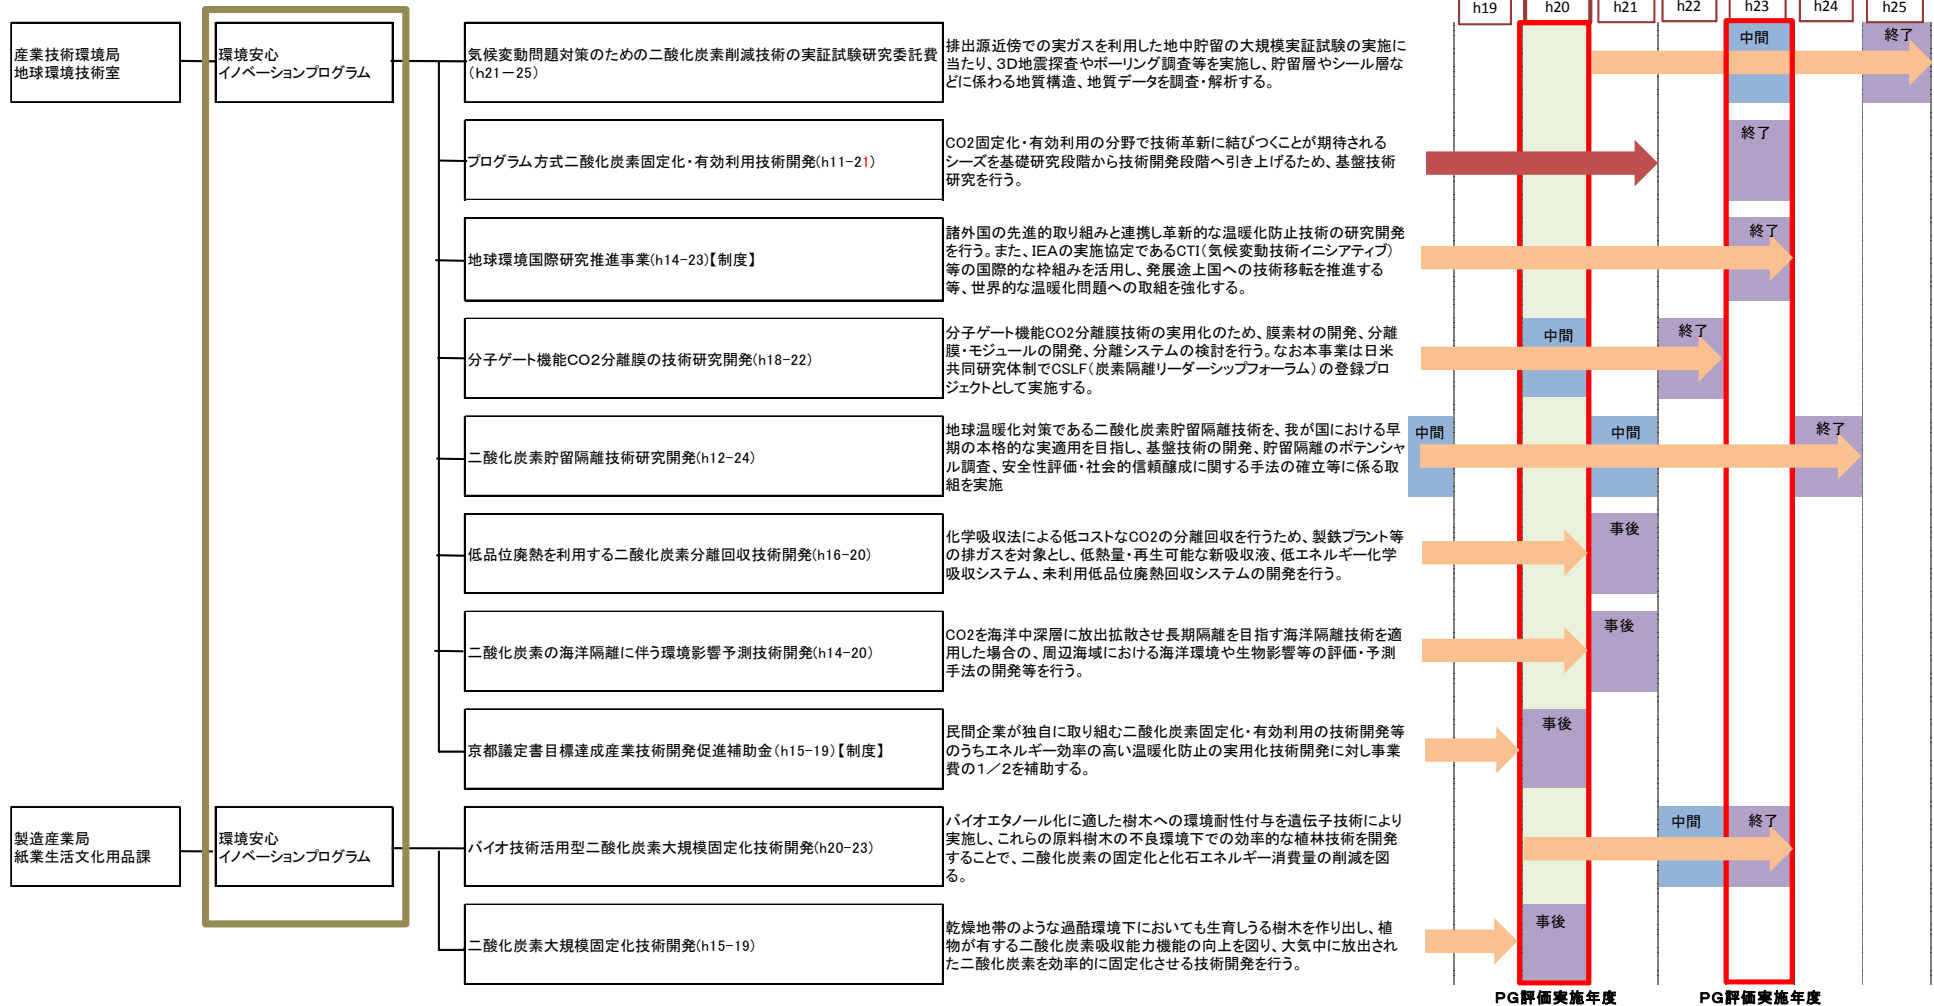 h19
h20
h21
h22
h23
h24
h25
産業技術環境局
地球環境技術室
環境安心
イノベーションプログラム
気候変動問題対策のための二酸化炭素削減技術の実証試験研究委託費
(h21－25)
排出源近傍での実ガスを利用した地中貯留の大規模実証試験の実施に
当たり、3D地震探査やボーリング調査等を実施し、貯留層やシール層な
どに係わる地質構造、地質データを調査・解析する。
中間
終了
プログラム方式二酸化炭素固定化・有効利用技術開発(h11-21)
CO2固定化・有効利用の分野で技術革新に結びつくことが期待される
シーズを基礎研究段階から技術開発段階へ引き上げるため、基盤技術
研究を行う。
終了
地球環境国際研究推進事業(h14-23)【制度】
諸外国の先進的取り組みと連携し革新的な温暖化防止技術の研究開発
を行う。また、IEAの実施協定であるCTI(気候変動技術イニシアティブ)
等の国際的な枠組みを活用し、発展途上国への技術移転を推進する
等、世界的な温暖化問題への取組を強化する。
終了
分子ゲート機能CO2分離膜の技術研究開発(h18-22)
分子ゲート機能CO2分離膜技術の実用化のため、膜素材の開発、分離
膜・モジュールの開発、分離システムの検討を行う。なお本事業は日米
共同研究体制でCSLF(炭素隔離リーダーシップフォーラム)の登録プロ
ジェクトとして実施する。
中間
終了
二酸化炭素貯留隔離技術研究開発(h12-24)
地球温暖化対策である二酸化炭素貯留隔離技術を、我が国における早
期の本格的な実適用を目指し、基盤技術の開発、貯留隔離のポテンシャ
ル調査、安全性評価・社会的信頼醸成に関する手法の確立等に係る取
組を実施
中間
中間
終了
低品位廃熱を利用する二酸化炭素分離回収技術開発(h16-20)
化学吸収法による低コストなCO2の分離回収を行うため、製鉄プラント等
の排ガスを対象とし、低熱量・再生可能な新吸収液、低エネルギー化学
吸収システム、未利用低品位廃熱回収システムの開発を行う。
事後
二酸化炭素の海洋隔離に伴う環境影響予測技術開発(h14-20)
CO2を海洋中深層に放出拡散させ長期隔離を目指す海洋隔離技術を適
用した場合の、周辺海域における海洋環境や生物影響等の評価・予測
手法の開発等を行う。
事後
京都議定書目標達成産業技術開発促進補助金(h15-19)【制度】
民間企業が独自に取り組む二酸化炭素固定化・有効利用の技術開発等
のうちエネルギー効率の高い温暖化防止の実用化技術開発に対し事業
費の1／2を補助する。
事後
製造産業局
紙業生活文化用品課
環境安心
イノベーションプログラム
バイオ技術活用型二酸化炭素大規模固定化技術開発(h20-23)
バイオエタノール化に適した樹木への環境耐性付与を遺伝子技術により
実施し、これらの原料樹木の不良環境下での効率的な植林技術を開発
することで、二酸化炭素の固定化と化石エネルギー消費量の削減を図
る。
中間
終了
二酸化炭素大規模固定化技術開発(h15-19)
乾燥地帯のような過酷環境下においても生育しうる樹木を作り出し、植
物が有する二酸化炭素吸収能力機能の向上を図り、大気中に放出され
た二酸化炭素を効率的に固定化させる技術開発を行う。
事後
PG評価実施年度
PG評価実施年度